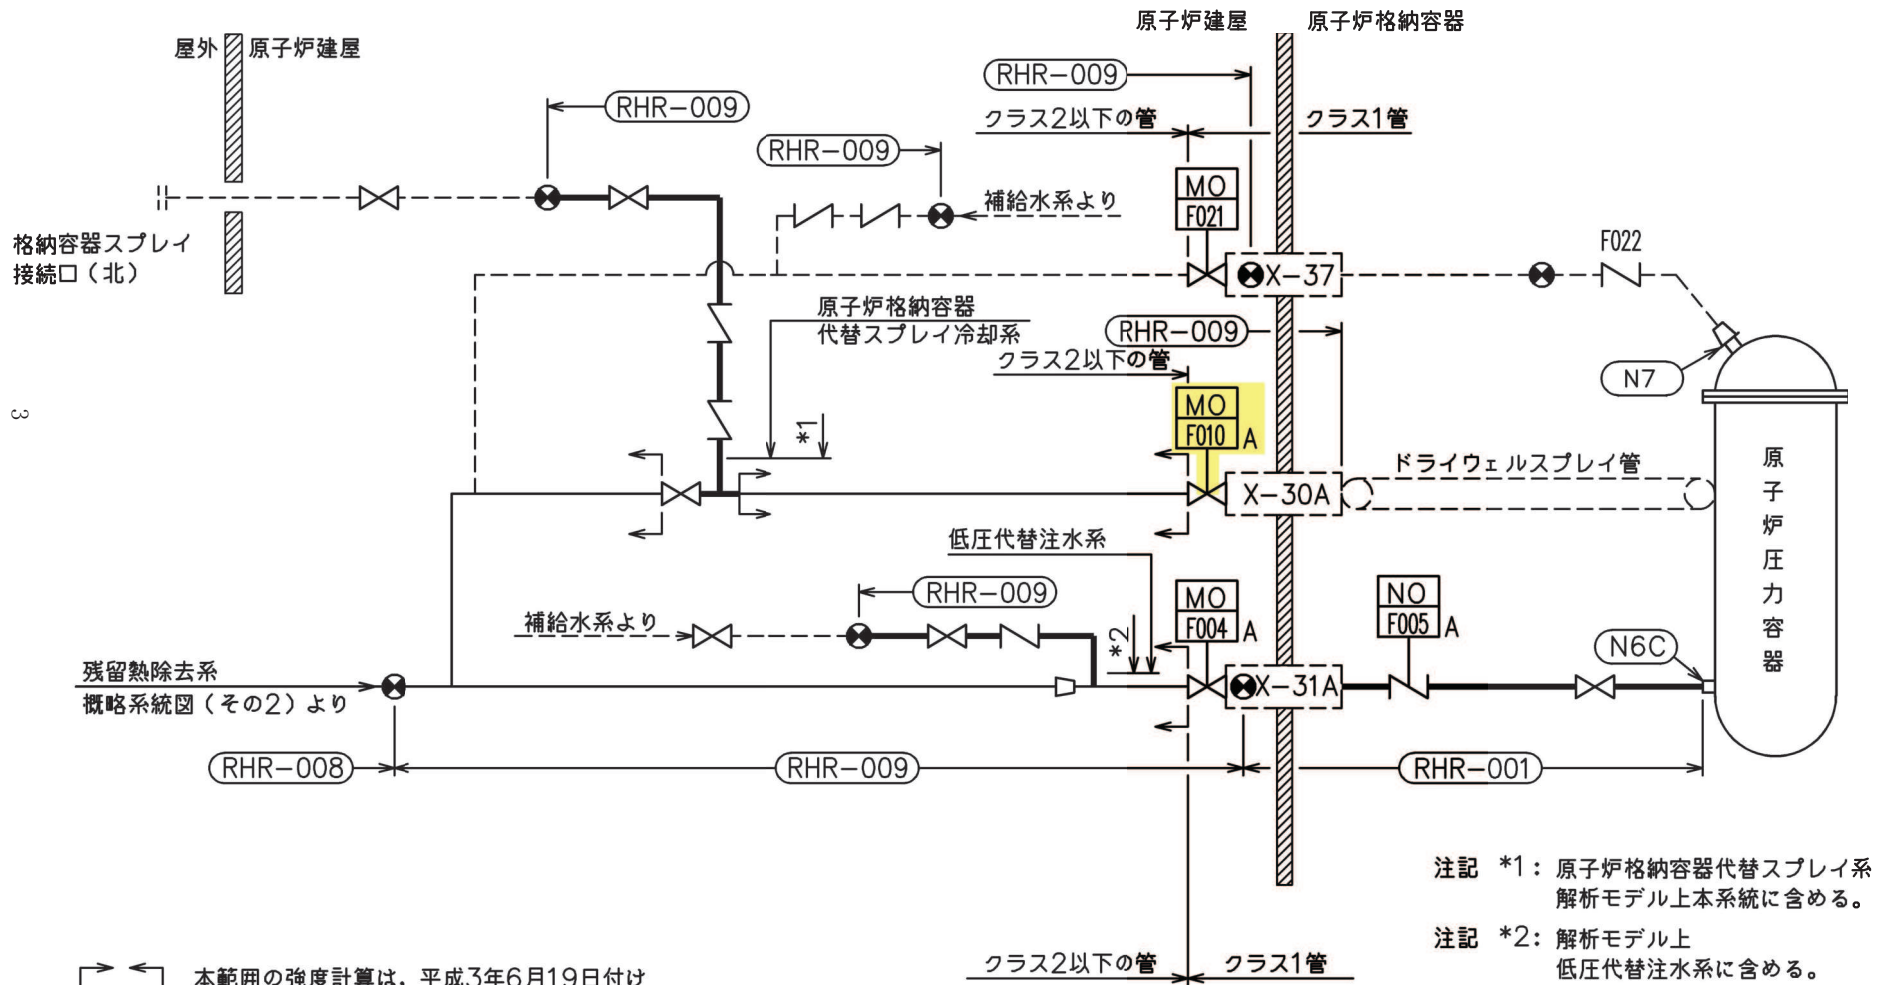 原子炉建屋 原子炉格納容器
屋外 原子炉建屋
RHR-009
RHR-009
クラス2以下の管 クラス1管
RHR-009
MO
F021
補給水系より
格納容器スプレイ
接続口(北)
F022
X-37
原子炉格納容器
代替スプレイ冷却系
RHR-009
クラス2以下の管
N7
MO
F010 A
3
*1
ドライウェルスプレイ管
X-30A
原子炉圧力容器
低圧代替注水系
RHR-009
MO
F004 A
NO
F005 A
補給水系より
*2
N6C
残留熱除去系
概略系統図(その2)より
X-31A
RHR-008 RHR-009 RHR-001
注記 *1: 原子炉格納容器代替スプレイ系
解析モデル上本系統に含める。
注記 *2: 解析モデル上
低圧代替注水系に含める。
クラス2以下の管 クラス1管
本範囲の強度計算は,平成3年6月19日付け